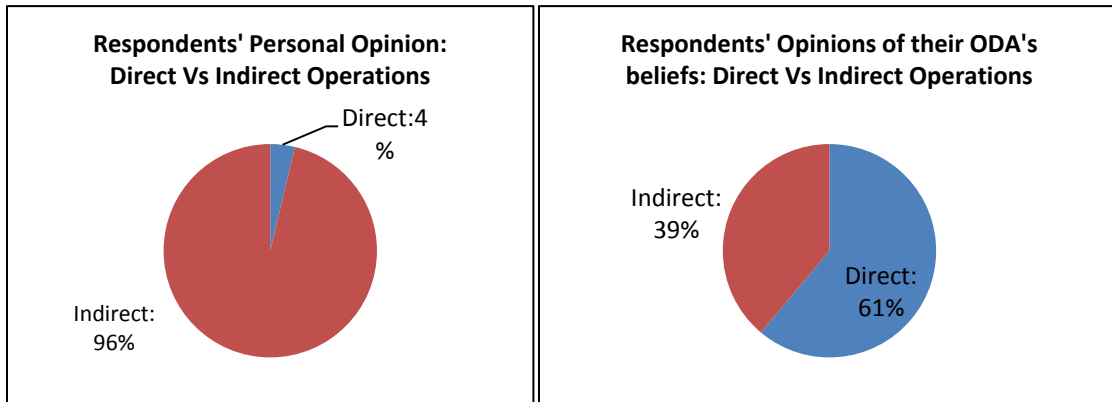 Respondents' Personal Opinion:
Direct Vs Indirect Operations
Direct:4
%
Indirect:
96%
Respondents' Opinions of their ODA's
beliefs: Direct Vs Indirect Operations
Indirect:
39%
Direct:
61%